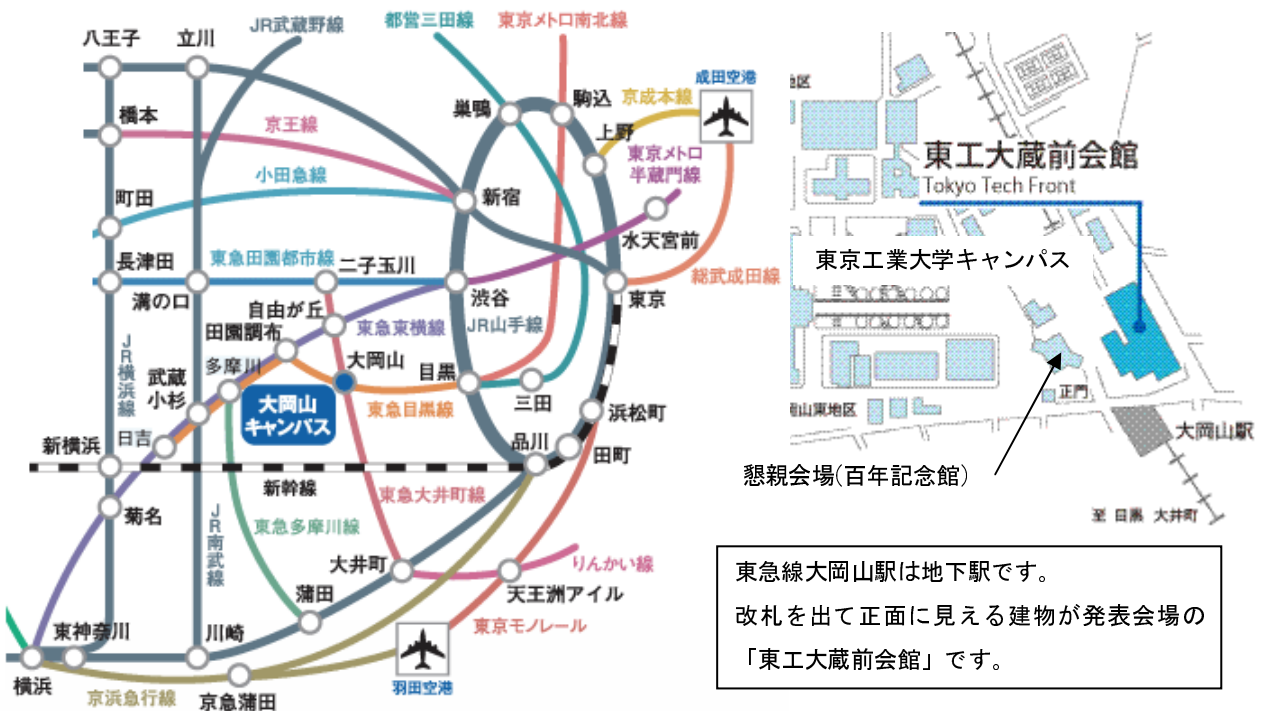 JR武蔵野線
都営三田線
東京メトロ南北線
八王子
立川
成田空港
橋本
京王線
巣鴨
駒込
京成本線
上野
東京メトロ
半蔵門線
小田急線
町田
新宿
水天宮前
長津田
東急田園都市線
二子玉川
総武成田線
溝の口
渋谷
東京
自由が丘
田園調布
東急東横線
JR山手線
JR横浜線
多摩川
大岡山
目黒
武蔵
小杉
大岡山
キャンパス
東急目黒線
三田
浜松町
日吉
新横浜
品川
田町
新幹線
東急大井町線
菊名
JR南武線
東急多摩川線
大井町
りんかい線
蒲田
天王洲アイル
東神奈川
川崎
東京モノレール
横浜
京浜急行線
京急蒲田
羽田空港
地区
東工大蔵前会館
Tokyo Tech Front
東京工業大学キャンパス
正門
岡山東地区
大岡山駅
懇親会場(百年記念館)
至 目黒 大井町
東急線大岡山駅は地下駅です。
改札を出て正面に見える建物が発表会場の
「東工大蔵前会館」です。